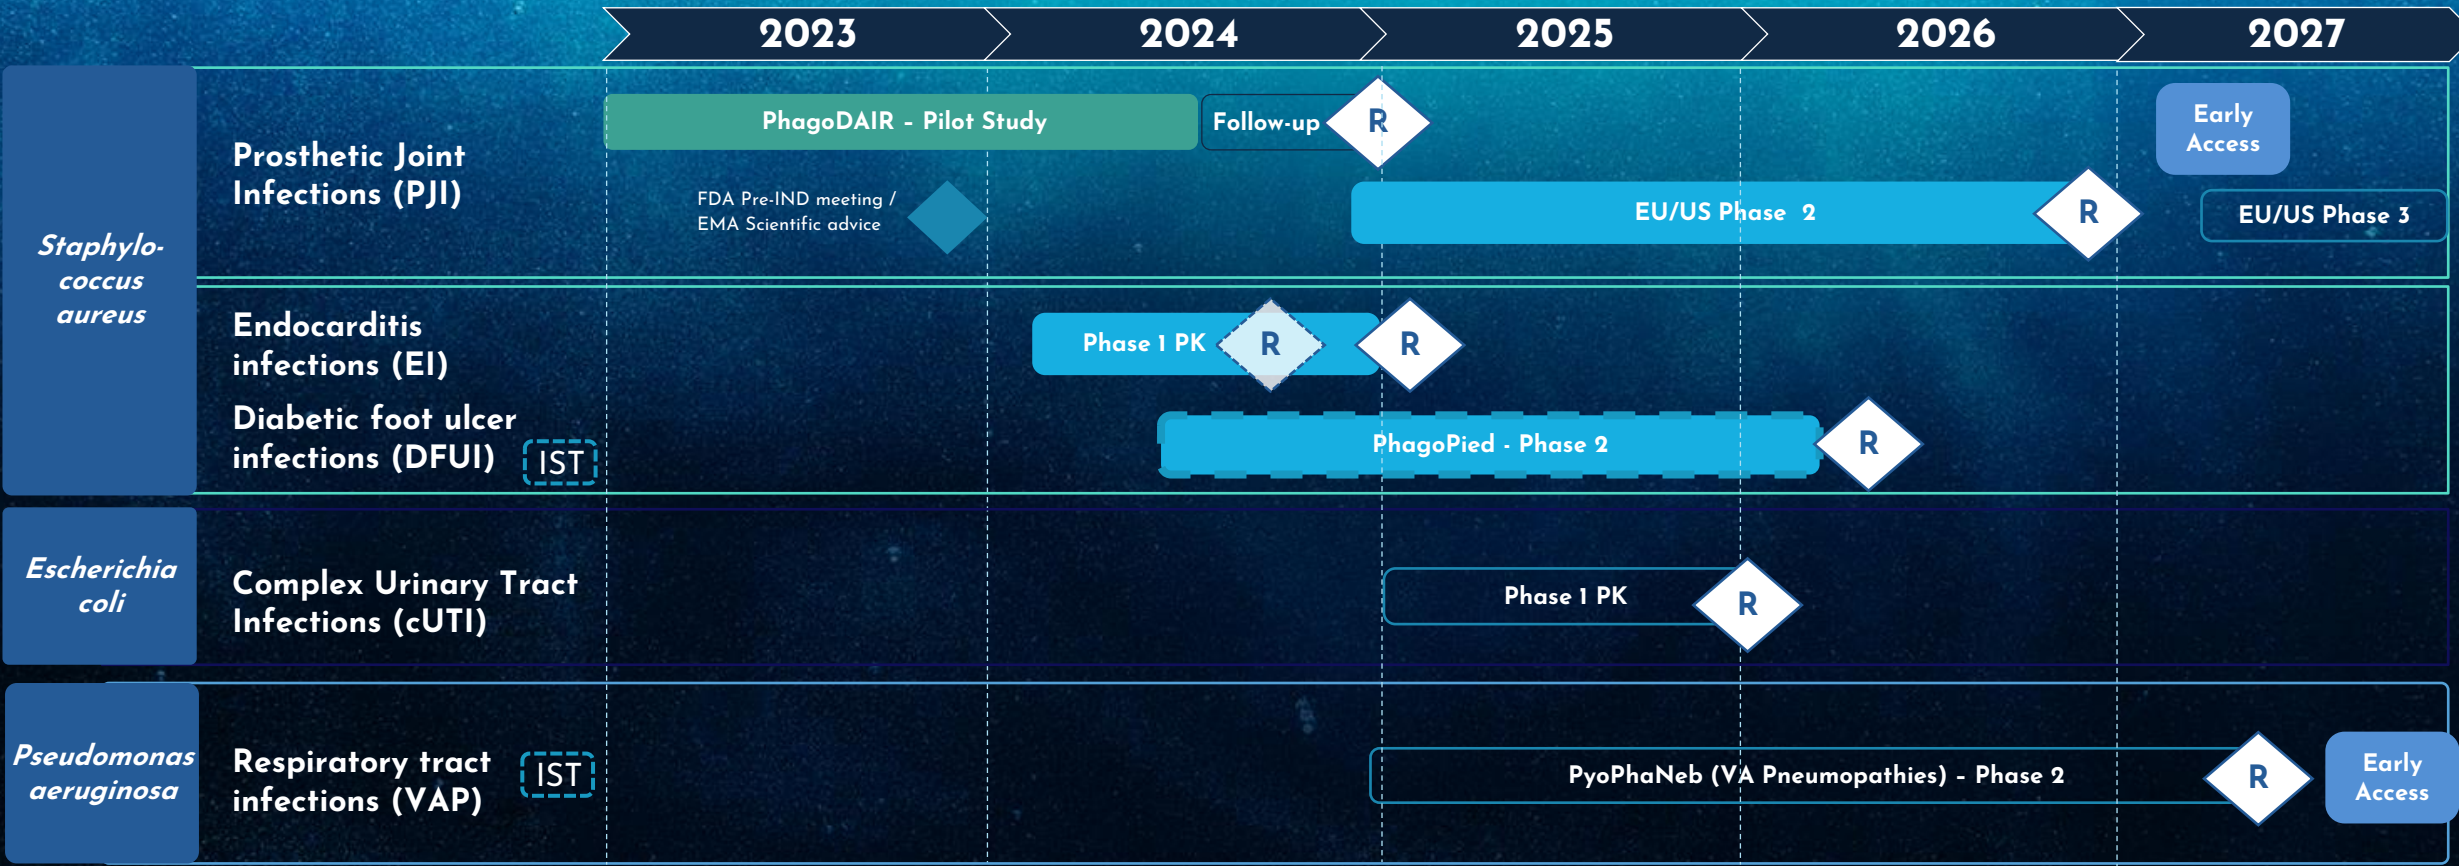 2023 2024 2025 2026 2027
Staphylo-
coccus
aureus
Prosthetic Joint
Infections (PJI)
PhagoDAIR – Pilot Study
Follow-up
R
Early
Access
FDA Pre-IND meeting /
EMA Scientific advice
EU/US Phase 2
R
EU/US Phase 3
Endocarditis
infections (EI)
Phase 1 PK
R
R
Diabetic foot ulcer
infections (DFUI)
IST
PhagoPied - Phase 2
R
Escherichia
coli
Complex Urinary Tract
Infections (cUTI)
Phase 1 PK
R
Pseudomonas
aeruginosa
Respiratory tract
infections (VAP)
IST
PyoPhaNeb (VA Pneumopathies) – Phase 2
R
Early
Access